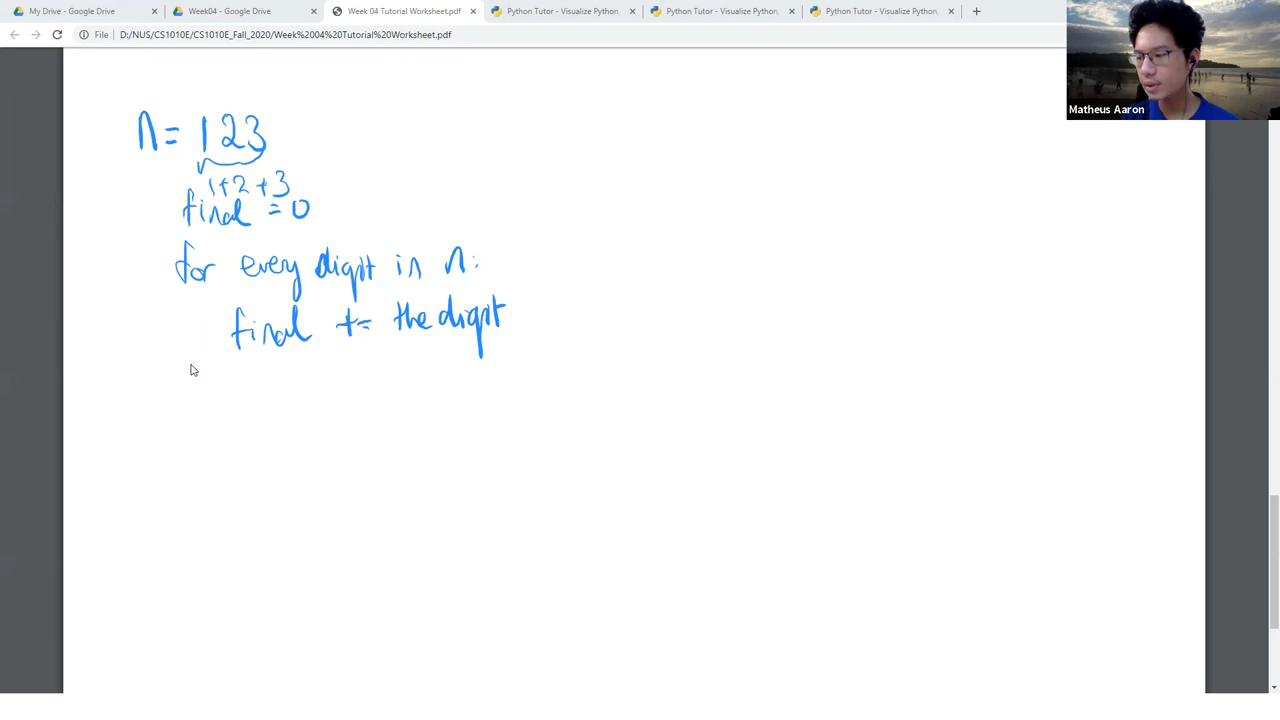 My Drive - Google Drive
Week04 - Google Drive
Week 04 Tutorial Worksheet.pdf
Python Tutor - Visualize Python,
Python Tutor - Visualize Python,
Python Tutor - Visualize Python,
File
D:/NUS/CS1010E/CS1010E_Fall_2020/Week%2004%20Tutorial%20Worksheet.pdf
Matheus Aaron
n = 123
1+2+3
final = 0
for every digit in n:
final += the digit